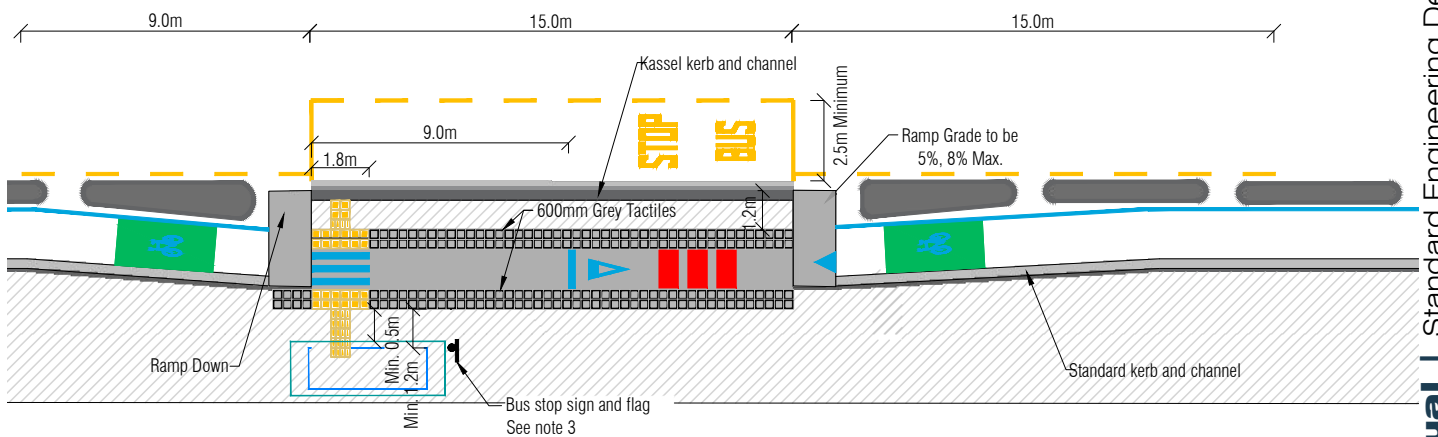 9.0m
15.0m
15.0m
Kassel kerb and channel
2.5m Minimum
STOP
BUS
9.0m
Ramp Grade to be
5%, 8% Max.
1.8m
600mm Grey Tactiles
1.2m
Min. 0.5m
Min. 1.2m
Ramp Down
Bus stop sign and flag
See note 3
Standard kerb and channel
Standard Engineering De
ual |